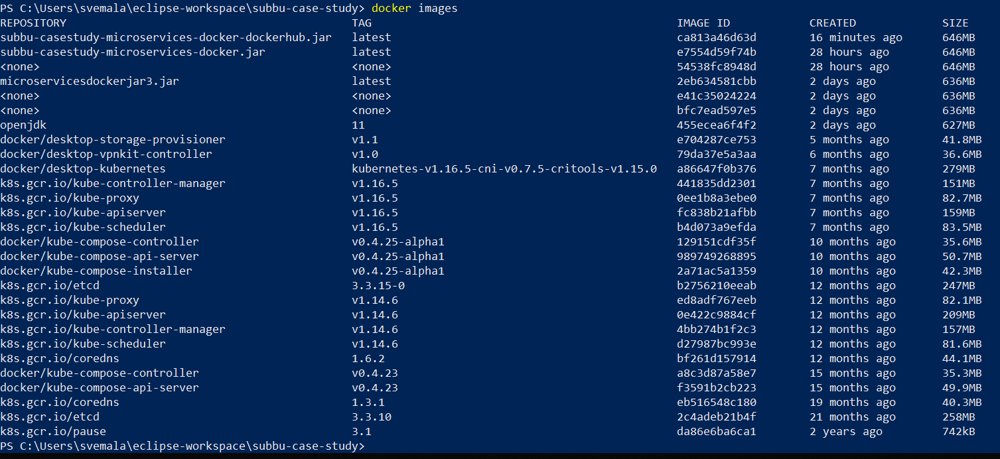 PS C:\Users\svemala\eclipse-workspace\subbu-case-study> docker images
REPOSITORY TAG IMAGE ID CREATED SIZE
subbu-casestudy-microservices-docker-dockerhub.jar latest ca813a46d63d 16 minutes ago 646MB
subbu-casestudy-microservices-docker.jar latest e7554d59f74b 28 hours ago 646MB
<none> <none> 54538fc8948d 28 hours ago 646MB
microservicesdockerjar3.jar latest 2eb634581cbb 2 days ago 636MB
<none> <none> e41c35024224 2 days ago 636MB
<none> <none> bfc7ead597e5 2 days ago 636MB
openjdk 11 455ecea6f4f2 2 days ago 627MB
docker/desktop-storage-provisioner v1.1 e704287ce753 5 months ago 41.8MB
docker/desktop-vpnkit-controller v1.0 79da37e5a3aa 6 months ago 36.6MB
docker/desktop-kubernetes kubernetes-v1.16.5-cni-v0.7.5-critools-v1.15.0 a86647f0b376 7 months ago 279MB
k8s.gcr.io/kube-controller-manager v1.16.5 441835dd2301 7 months ago 151MB
k8s.gcr.io/kube-proxy v1.16.5 0ee1b8a3ebe0 7 months ago 82.7MB
k8s.gcr.io/kube-apiserver v1.16.5 fc838b21afbb 7 months ago 159MB
k8s.gcr.io/kube-scheduler v1.16.5 b4d073a9efda 7 months ago 83.5MB
docker/kube-compose-controller v0.4.25-alpha1 129151cdf35f 10 months ago 35.6MB
docker/kube-compose-api-server v0.4.25-alpha1 989749268895 10 months ago 50.7MB
docker/kube-compose-installer v0.4.25-alpha1 2a71ac5a1359 10 months ago 42.3MB
k8s.gcr.io/etcd 3.3.15-0 b2756210eeab 12 months ago 247MB
k8s.gcr.io/kube-proxy v1.14.6 ed8adf767eeb 12 months ago 82.1MB
k8s.gcr.io/kube-apiserver v1.14.6 0e422c9884cf 12 months ago 209MB
k8s.gcr.io/kube-controller-manager v1.14.6 4bb274b1f2c3 12 months ago 157MB
k8s.gcr.io/kube-scheduler v1.14.6 d27987bc993e 12 months ago 81.6MB
k8s.gcr.io/coredns 1.6.2 bf261d157914 12 months ago 44.1MB
docker/kube-compose-controller v0.4.23 a8c3d87a58e7 15 months ago 35.3MB
docker/kube-compose-api-server v0.4.23 f3591b2cb223 15 months ago 49.9MB
k8s.gcr.io/coredns 1.3.1 eb516548c180 19 months ago 40.3MB
k8s.gcr.io/etcd 3.3.10 2c4adeb21b4f 21 months ago 258MB
k8s.gcr.io/pause 3.1 da86e6ba6ca1 2 years ago 742kB
PS C:\Users\svemala\eclipse-workspace\subbu-case-study>